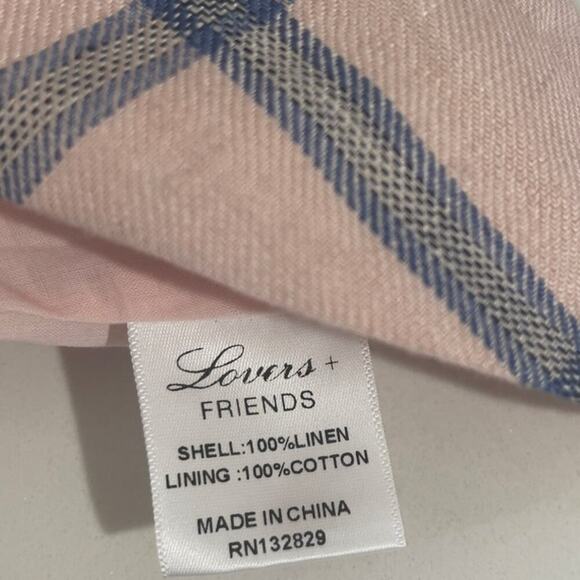 Lovers +
FRIENDS
SHELL:100%LINEN
LINING :100%COTTON
MADE IN CHINA
RN132829